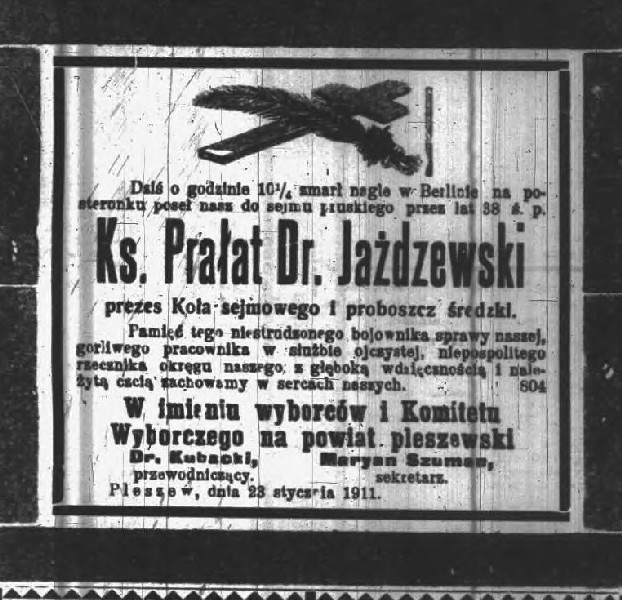 Dziś o godzinie 10¼ zmarł nagle w Berlinie na po-
sterunku poseł nasz do sejmu pruskiego przez lat 38 ś. p.
Ks. Prałat Dr. Jażdzewski
prezes Koła sejmowego i proboszcz średzki.
Pamięć tego niestrudzonego bojownika sprawy naszej,
gorliwego pracownika w służbie ojczystej, niepospolitego
rzecznika okręgu naszego, z głęboką wdzięcznością i nale-
żytą czcią zachowamy w sercach naszych. 804
W imieniu wyborców i Komitetu
Wyborczego na powiat pleszewski
Dr. Kubacki, Maryan Szuman,
przewodniczący. sekretarz.
Pleszew, dnia 23 stycznia 1911.